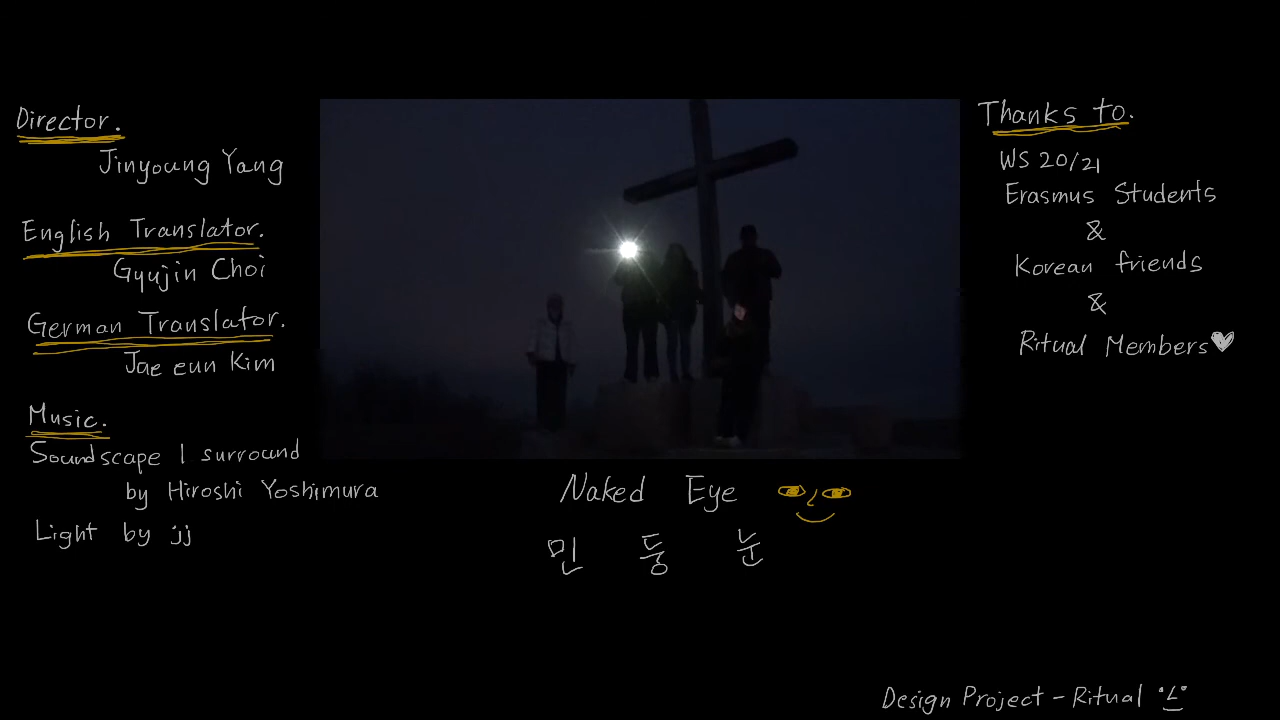 Director.
Jinyoung Yang
English Translator.
Gyujin Choi
German Translator.
Jae eun Kim
Music.
Soundscape 1 surround
by Hiroshi Yoshimura
Light by jj
Naked Eye
민 둥 눈
Thanks to.
WS 20/21
Erasmus Students
&
Korean friends
&
Ritual Members
Design Project - Ritual